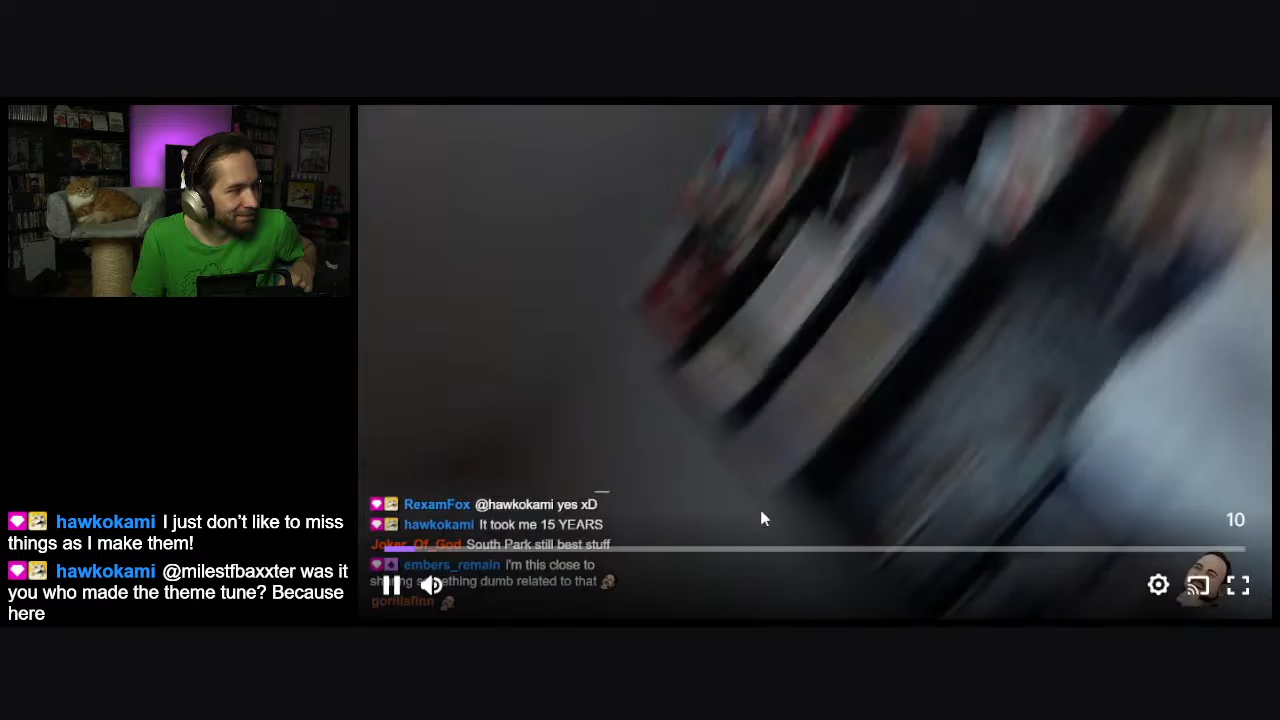 RexamFox @hawkokami yes xD
hawkokami It took me 15 YEARS
Joker_Of_God South Park still best stuff
embers_remain i'm this close to
something dumb related to that
gorillafinn
10
hawkokami I just don't like to miss
things as I make them!
hawkokami @milestfbaxxter was it
you who made the theme tune? Because
here